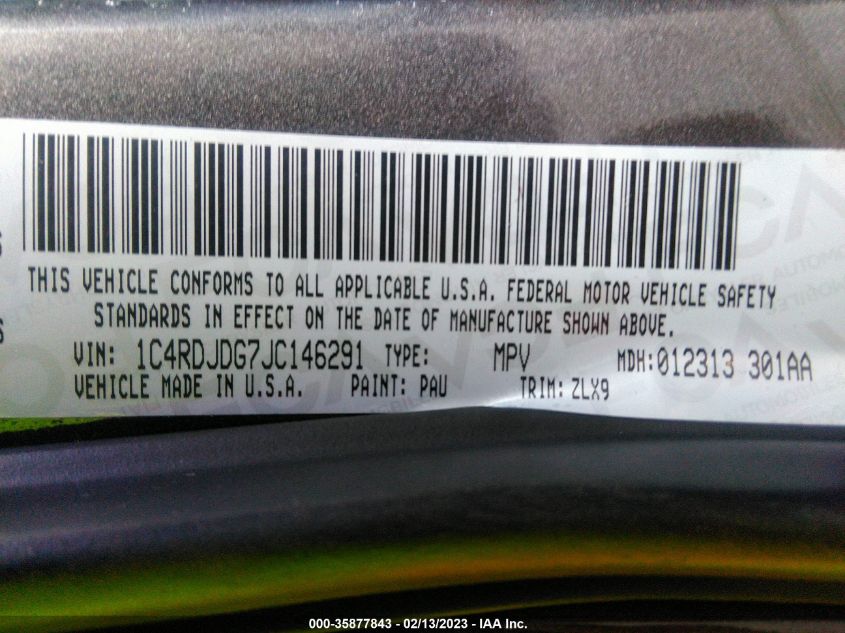 THIS VEHICLE CONFORMS TO ALL APPLICABLE U.S.A. FEDERAL MOTOR VEHICLE SAFETY
STANDARDS IN EFFECT ON THE DATE OF MANUFACTURE SHOWN ABOVE.
VIN: 1C4RDJDG7JC146291 TYPE: MPV MDH:012313 301AA
VEHICLE MADE IN U.S.A. PAINT: PAU TRIM: ZLX9
000-35877843 - 02/13/2023 - IAA Inc.